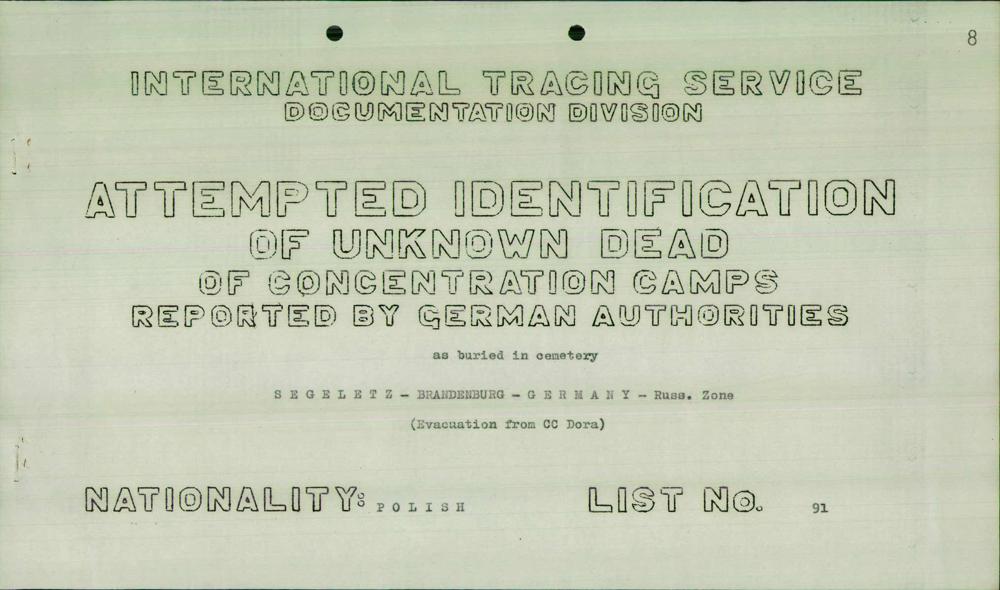 8
INTERNATIONAL TRACING SERVICE
DOCUMENTATION DIVISION
ATTEMPTED IDENTIFICATION
OF UNKNOWN DEAD
OF CONCENTRATION CAMPS
REPORTED BY GERMAN AUTHORITIES
as buried in cemetery
S E G E L E T Z - BRANDENBURG - G E R M A N Y - Russ. Zone
(Evacuation from CC Dora)
NATIONALITY: P O L I S H LIST No. 91